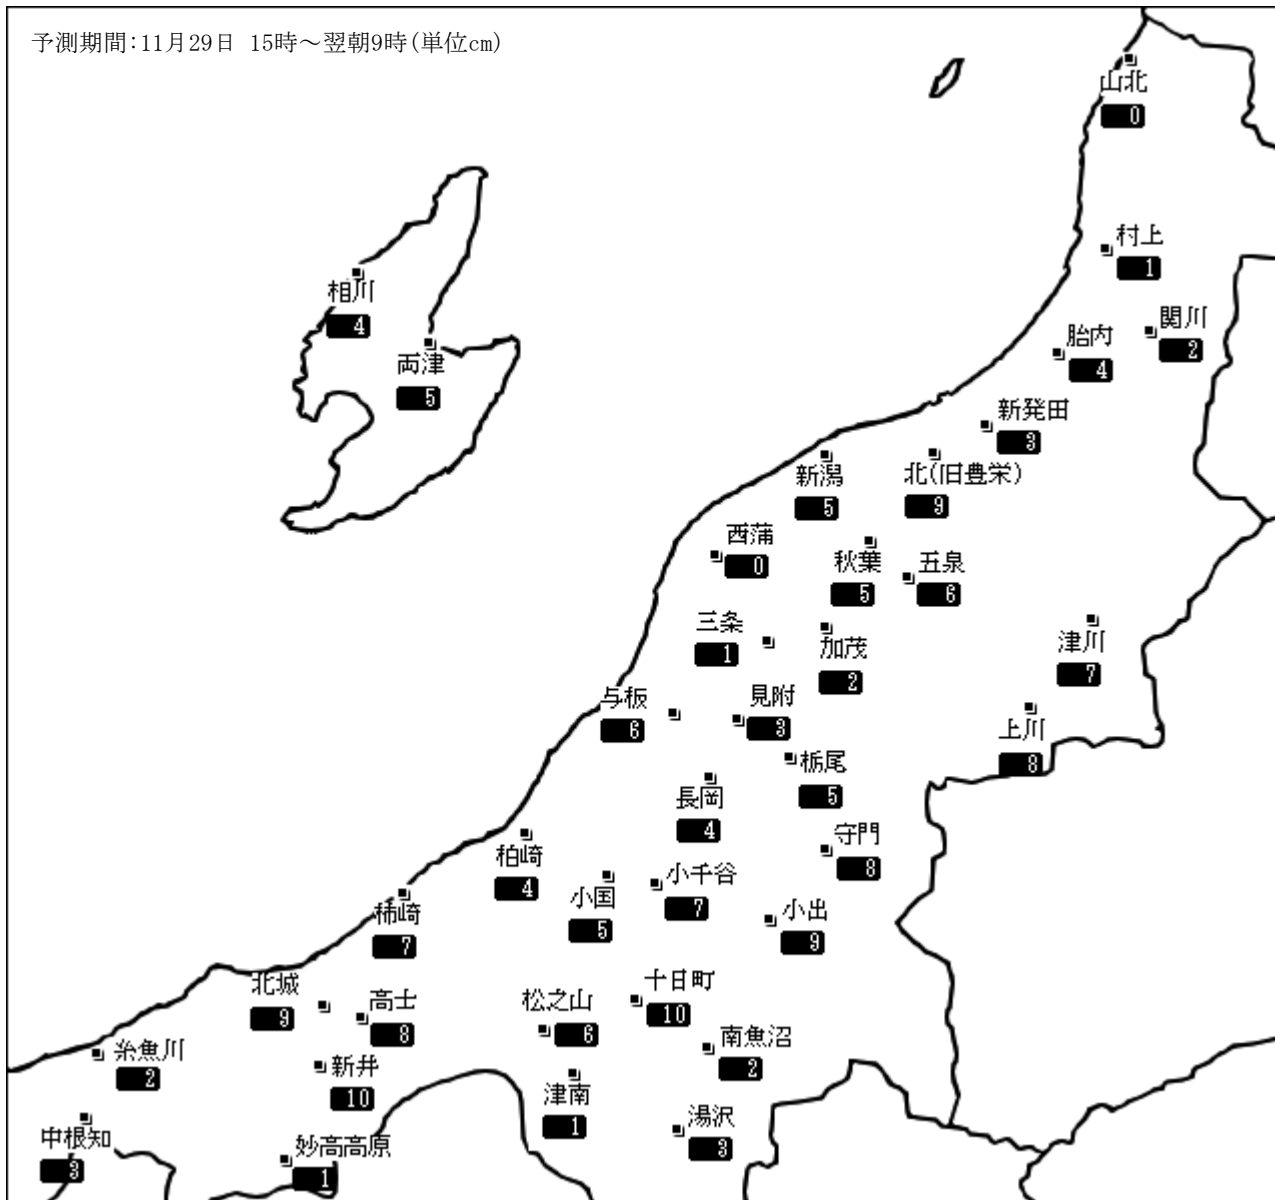 予測期間:11月29日 15時～翌朝9時(単位cm)
山北
0
村上
1
関川
2
胎内
4
新発田
3
相川
4
両津
5
新潟
5
北(旧豊栄)
9
西蒲
0
秋葉
5
五泉
6
三条
1
加茂
2
津川
7
与板
6
見附
3
上川
8
栃尾
5
長岡
4
守門
8
柏崎
4
小千谷
7
小国
5
小出
9
柿崎
7
北城
9
高士
8
松之山
6
十日町
10
南魚沼
2
糸魚川
2
新井
10
津南
1
湯沢
3
中根知
3
妙高高原
1